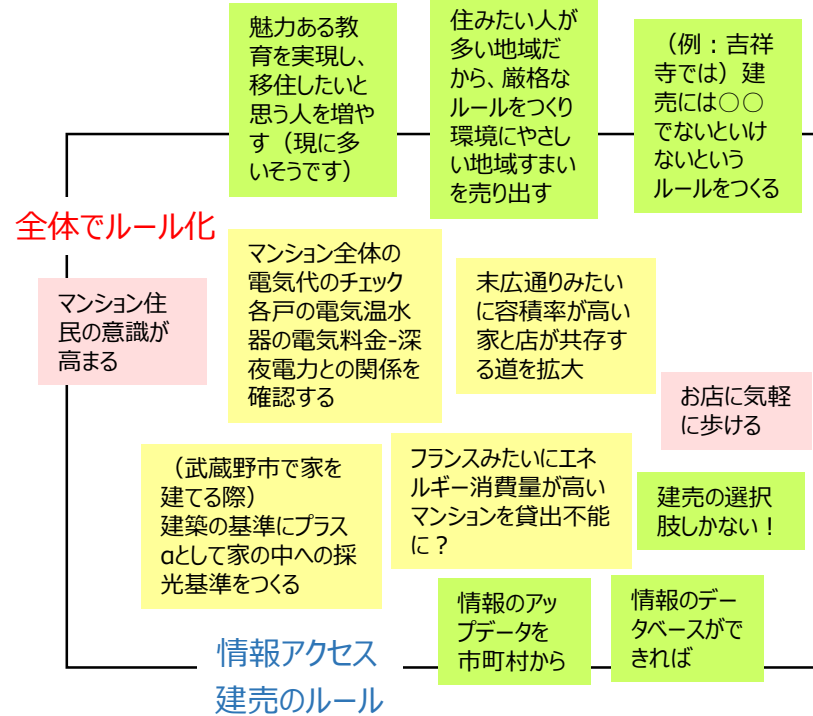 魅力ある教
育を実現し、
移住したいと
思う人を増や
す（現に多
いそうです）
住みたい人が
多い地域だ
から、厳格な
ルールをつくり
環境にやさし
い地域すまい
を売り出す
（例：吉祥
寺では）建
売には○○
でないといけ
ないという
ルールをつくる
全体でルール化
マンション住
民の意識が
高まる
マンション全体の
電気代のチェック
各戸の電気温水
器の電気料金-深
夜電力との関係を
確認する
末広通りみたい
に容積率が高い
家と店が共存す
る道を拡大
お店に気軽
に歩ける
（武蔵野市で家を
建てる際）
建築の基準にプラス
αとして家の中への採
光基準をつくる
フランスみたいにエネ
ルギー消費量が高い
マンションを貸出不能
に？
建売の選択
肢しかない！
情報のアッ
プデータを
市町村から
情報のデー
タベースがで
きれば
情報アクセス
建売のルール